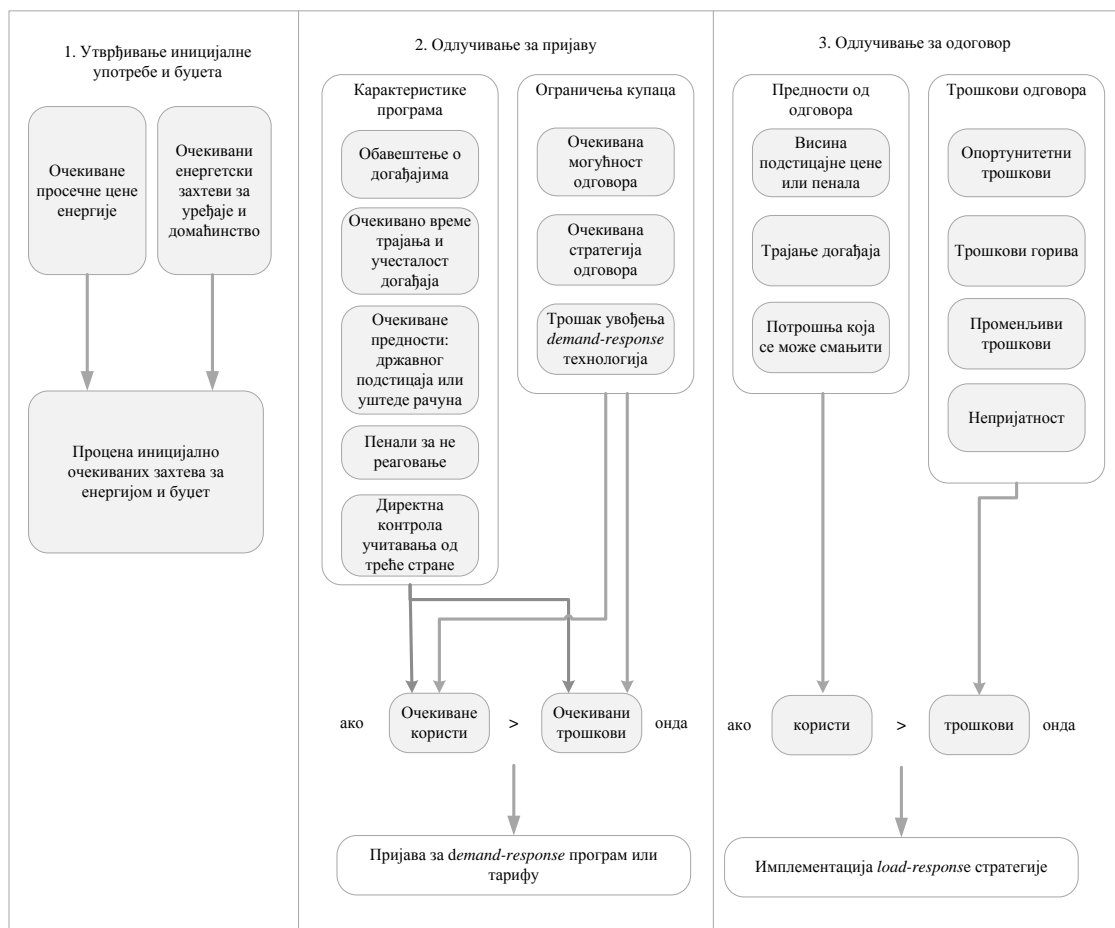 1. Утврђивање иницијалне
употребе и буџета
Очекиване
просечне цене
енергије
Очекивани
енергетски
захтеви за
уређаје и
домаћинство
Процена иницијално
очекиваних захтева за
енергијом и буџет
2. Одлучивање за пријаву
Карактеристике
програма
Обавештење о
догађајима
Очекивано време
трајања и
учесталост
догађаја
Очекиване
предности:
државног
подстицаја или
уштеде рачуна
Пенали за не
реаговање
Директна
контрола
учитавања од
треће стране
Ограничења купаца
Очекивана
могућност
одговора
Очекивана
стратегија
одговора
Трошак увођења
demand-response
технологија
ако
Очекиване
користи
>
Очекивани
трошкови
онда
Пријава за demand-response програм или
тарифу
3. Одлучивање за одоговор
Предности од
одговора
Висина
подстицајне цене
или пенала
Трајање догађаја
Потрошња која
се може смањити
Трошкови одговора
Опортунитетни
трошкови
Трошкови горива
Променљиви
трошкови
Непријатност
ако
користи
>
трошкови
онда
Имплементација load-response стратегије